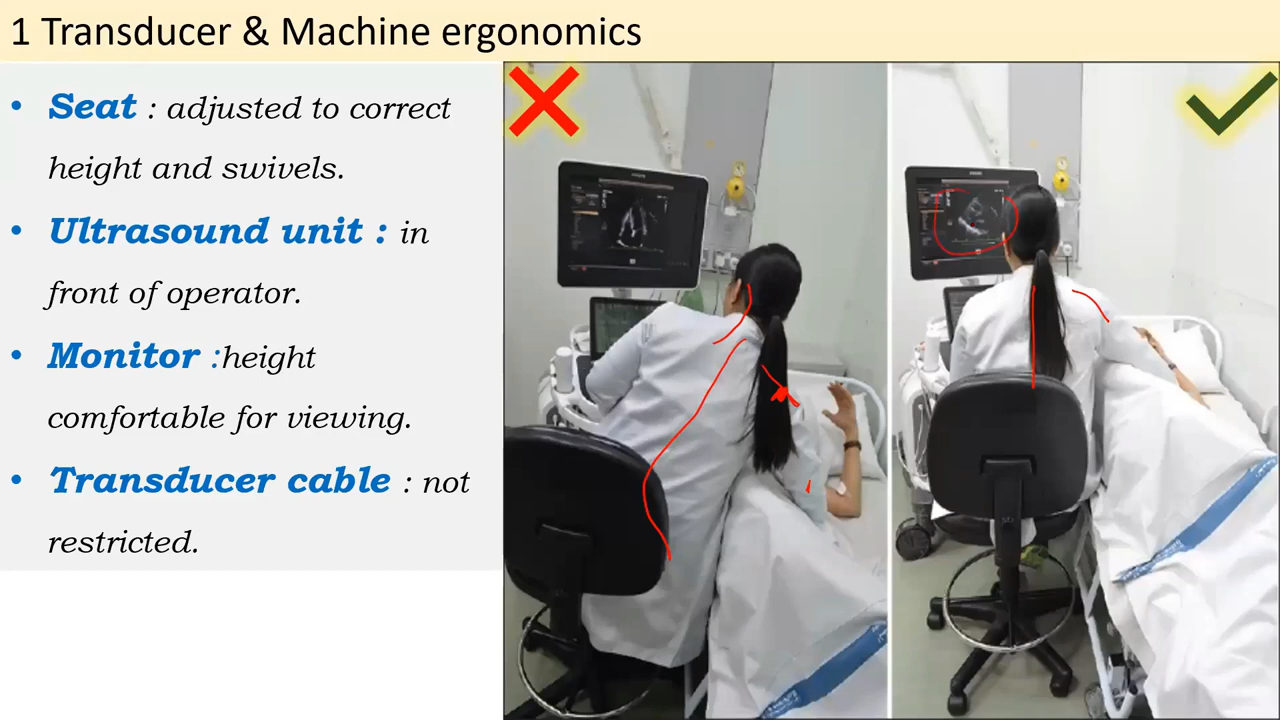 1 Transducer & Machine ergonomics
• Seat : adjusted to correct
height and swivels.
• Ultrasound unit : in
front of operator.
• Monitor :height
comfortable for viewing.
• Transducer cable : not
restricted.